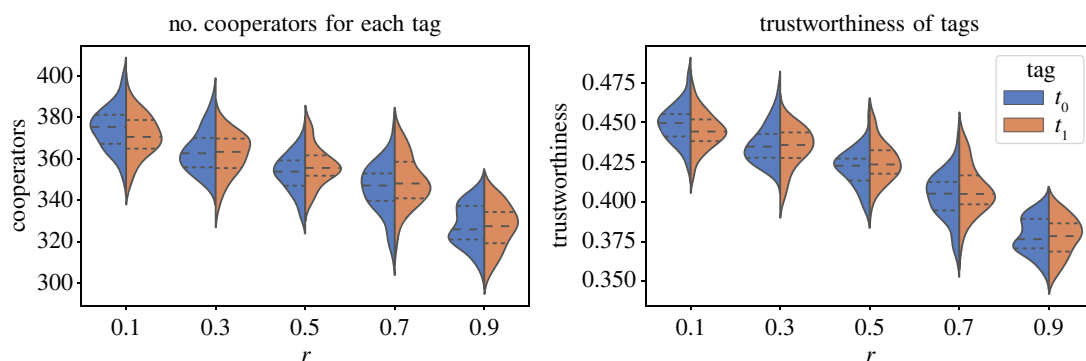 no. cooperators for each tag
cooperators
400
380
360
340
320
300
0.1 0.3 0.5 0.7 0.9
r
trustworthiness of tags
trustworthiness
0.475
0.450
0.425
0.400
0.375
0.350
0.1 0.3 0.5 0.7 0.9
r
tag
t0
t1